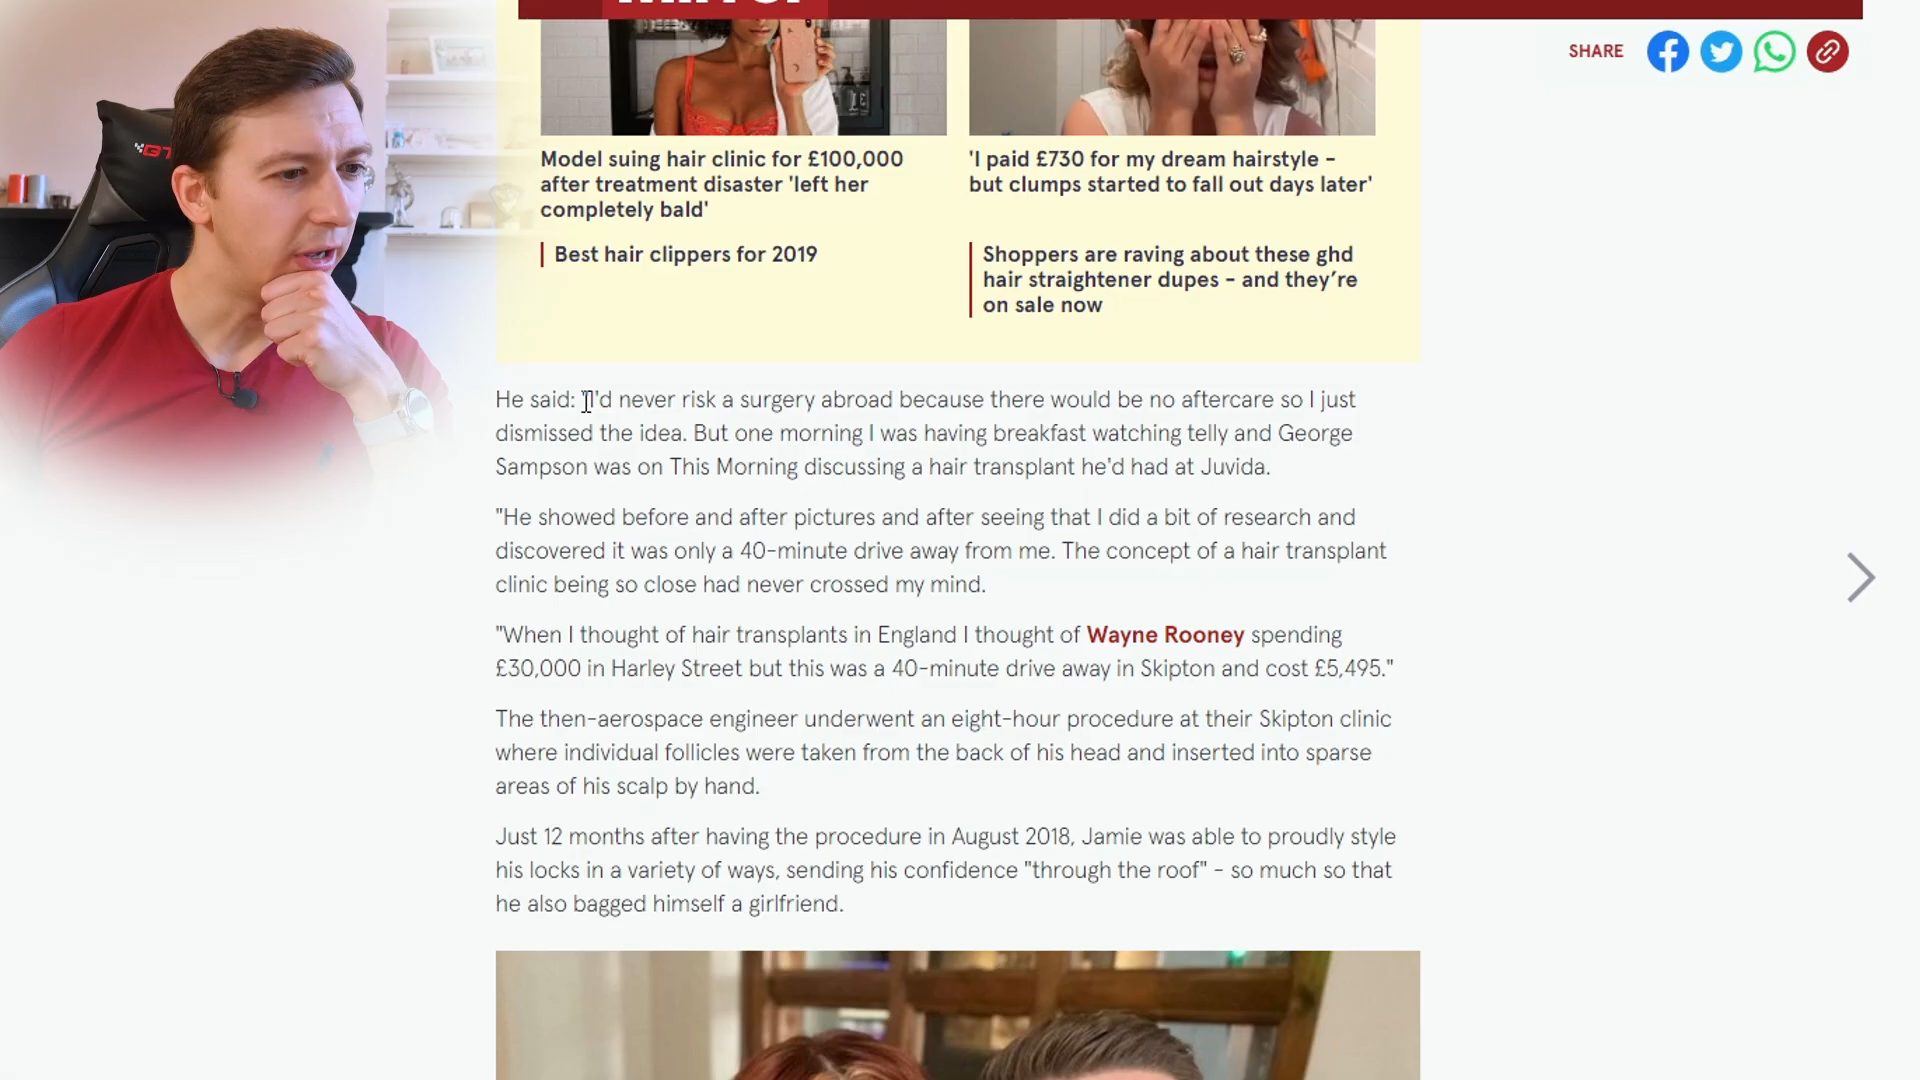 Mirror
SHARE
Model suing hair clinic for £100,000
after treatment disaster 'left her
completely bald'
'I paid £730 for my dream hairstyle -
but clumps started to fall out days later'
Best hair clippers for 2019
Shoppers are raving about these ghd
hair straightener dupes - and they're
on sale now
He said: "I'd never risk a surgery abroad because there would be no aftercare so I just
dismissed the idea. But one morning I was having breakfast watching telly and George
Sampson was on This Morning discussing a hair transplant he'd had at Juvida.
"He showed before and after pictures and after seeing that I did a bit of research and
discovered it was only a 40-minute drive away from me. The concept of a hair transplant
clinic being so close had never crossed my mind.
"When I thought of hair transplants in England I thought of Wayne Rooney spending
£30,000 in Harley Street but this was a 40-minute drive away in Skipton and cost £5,495."
The then-aerospace engineer underwent an eight-hour procedure at their Skipton clinic
where individual follicles were taken from the back of his head and inserted into sparse
areas of his scalp by hand.
Just 12 months after having the procedure in August 2018, Jamie was able to proudly style
his locks in a variety of ways, sending his confidence "through the roof" - so much so that
he also bagged himself a girlfriend.